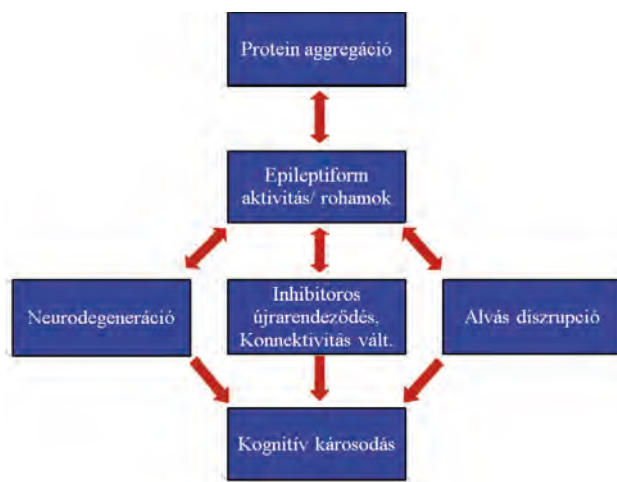 Protein aggregáció
Epileptiform
aktivitás/ rohamok
Neurodegeneráció
Inhibitoros
újrarendeződés,
Konnektivitás vált.
Alvás diszrupció
Kognitív károsodás